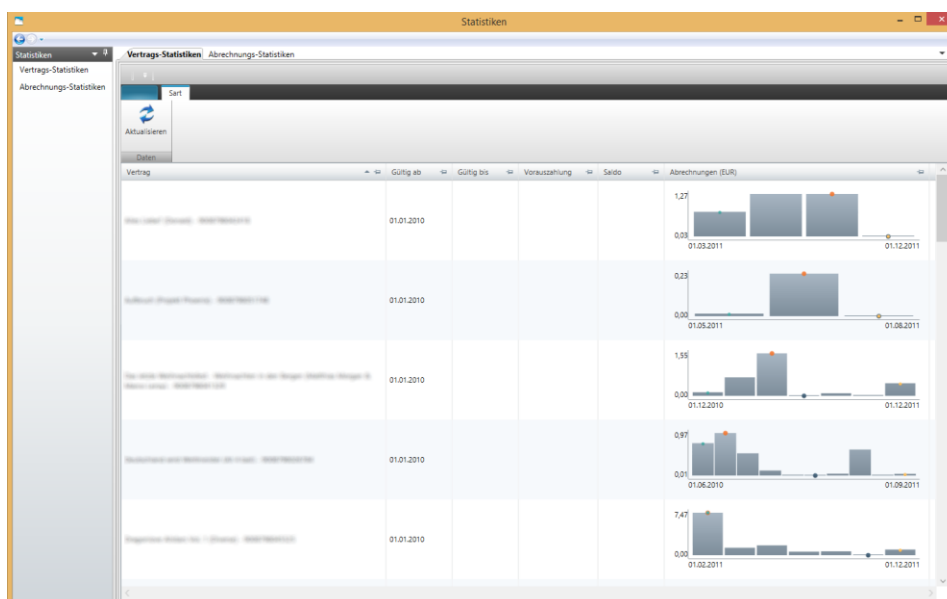 Statistiken
Statistiken
Vertrags-Statistiken
Abrechnungs-Statistiken
Vertrags-Statistiken Abrechnungs-Statistiken
Sart
Aktualisieren
Daten
Vertrag Gültig ab Gültig bis Vorauszahlung Saldo Abrechnungen (EUR)
01.01.2010
1,27
0,03
01.03.2011 01.12.2011
01.01.2010
0,23
0,00
01.05.2011 01.08.2011
01.01.2010
1,55
0,00
01.12.2010 01.12.2011
01.01.2010
0,97
0,01
01.06.2010 01.09.2011
01.01.2010
7,47
0,00
01.02.2011 01.12.2011